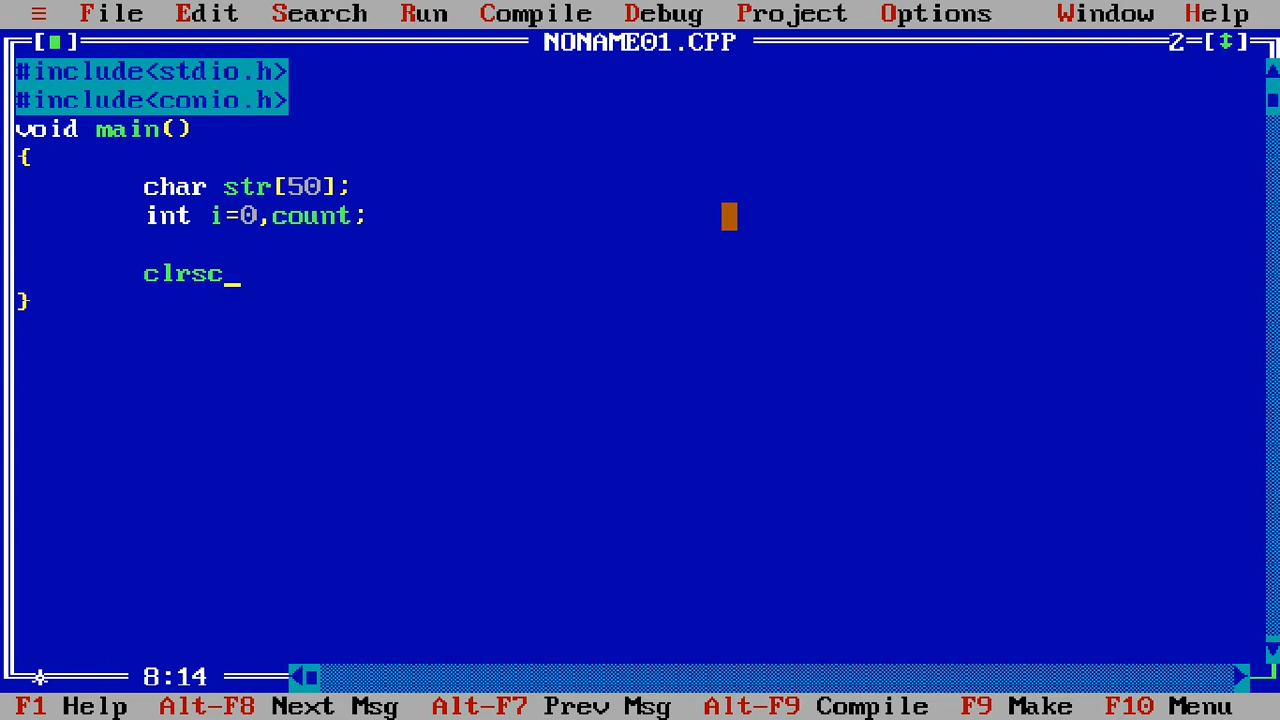 ≡ File Edit Search Run Compile Debug Project Options Window Help
[■] NONAME01.CPP 2=[↕]
#include<stdio.h>
#include<conio.h>
void main()
{
char str[50];
int i=0,count;
clrsc_
}
* 8:14
F1 Help Alt-F8 Next Msg Alt-F7 Prev Msg Alt-F9 Compile F9 Make F10 Menu